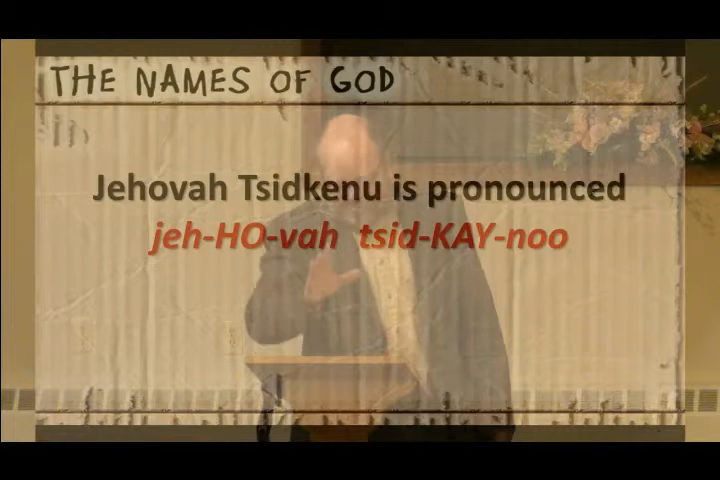 THE NAMES OF GOD
Jehovah Tsidkenu is pronounced
jeh-HO-vah tsid-KAY-noo